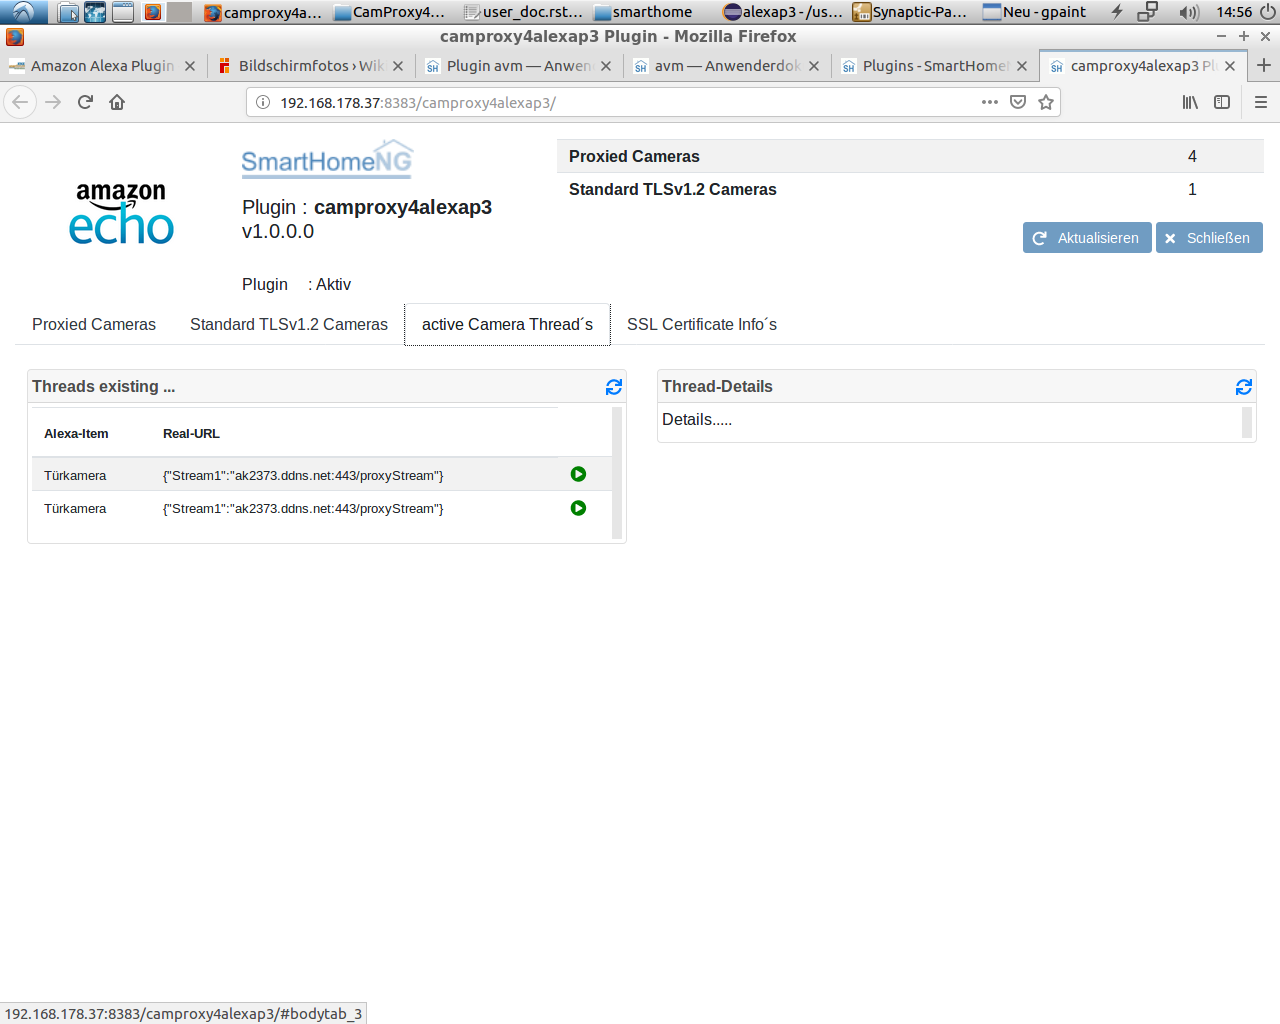 camproxy4a... CamProxy4... user_doc.rst... smarthome alexap3 - /us... Synaptic-Pa... Neu - gpaint 14:56
camproxy4alexap3 Plugin - Mozilla Firefox
Amazon Alexa Plugin Bildschirmfotos › Wik Plugin avm — Anwen avm — Anwenderdok Plugins - SmartHome camproxy4alexap3 Pl
192.168.178.37:8383/camproxy4alexap3/
amazon
echo
SmartHomeNG
Plugin : camproxy4alexap3
v1.0.0.0
Plugin : Aktiv
Proxied Cameras 4
Standard TLSv1.2 Cameras 1
Aktualisieren Schließen
Proxied Cameras Standard TLSv1.2 Cameras active Camera Thread´s SSL Certificate Info´s
Threads existing ...
Alexa-Item Real-URL
Türkamera {"Stream1":"ak2373.ddns.net:443/proxyStream"}
Türkamera {"Stream1":"ak2373.ddns.net:443/proxyStream"}
Thread-Details
Details.....
192.168.178.37:8383/camproxy4alexap3/#bodytab_3